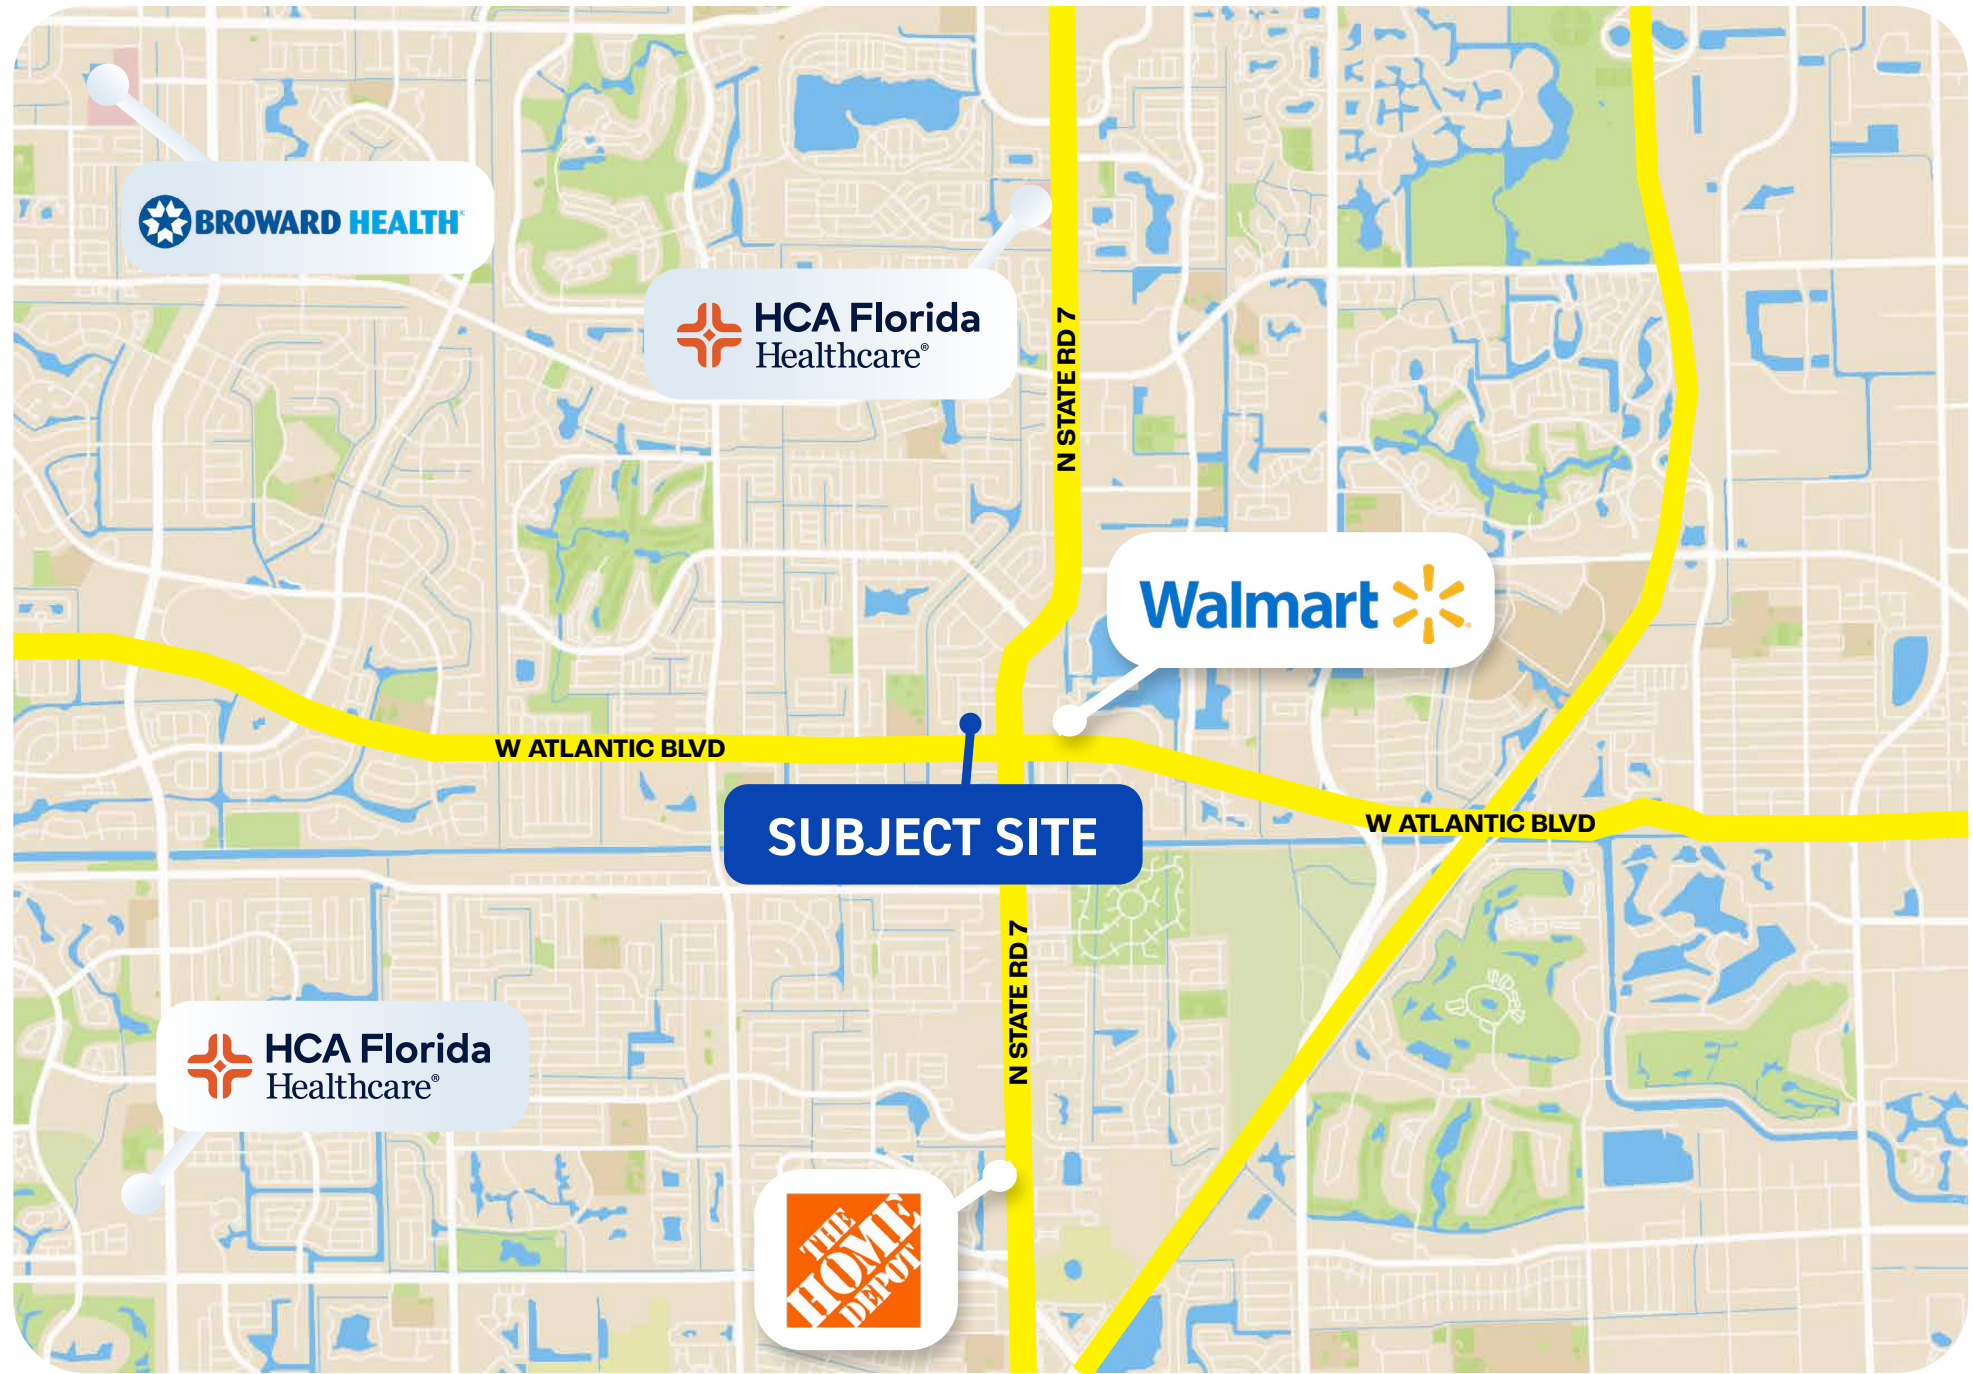 BROWARD HEALTH
HCA Florida
Healthcare®
N STATE RD 7
Walmart
W ATLANTIC BLVD
SUBJECT SITE
W ATLANTIC BLVD
N STATE RD 7
HCA Florida
Healthcare®
THE
HOME
DEPOT